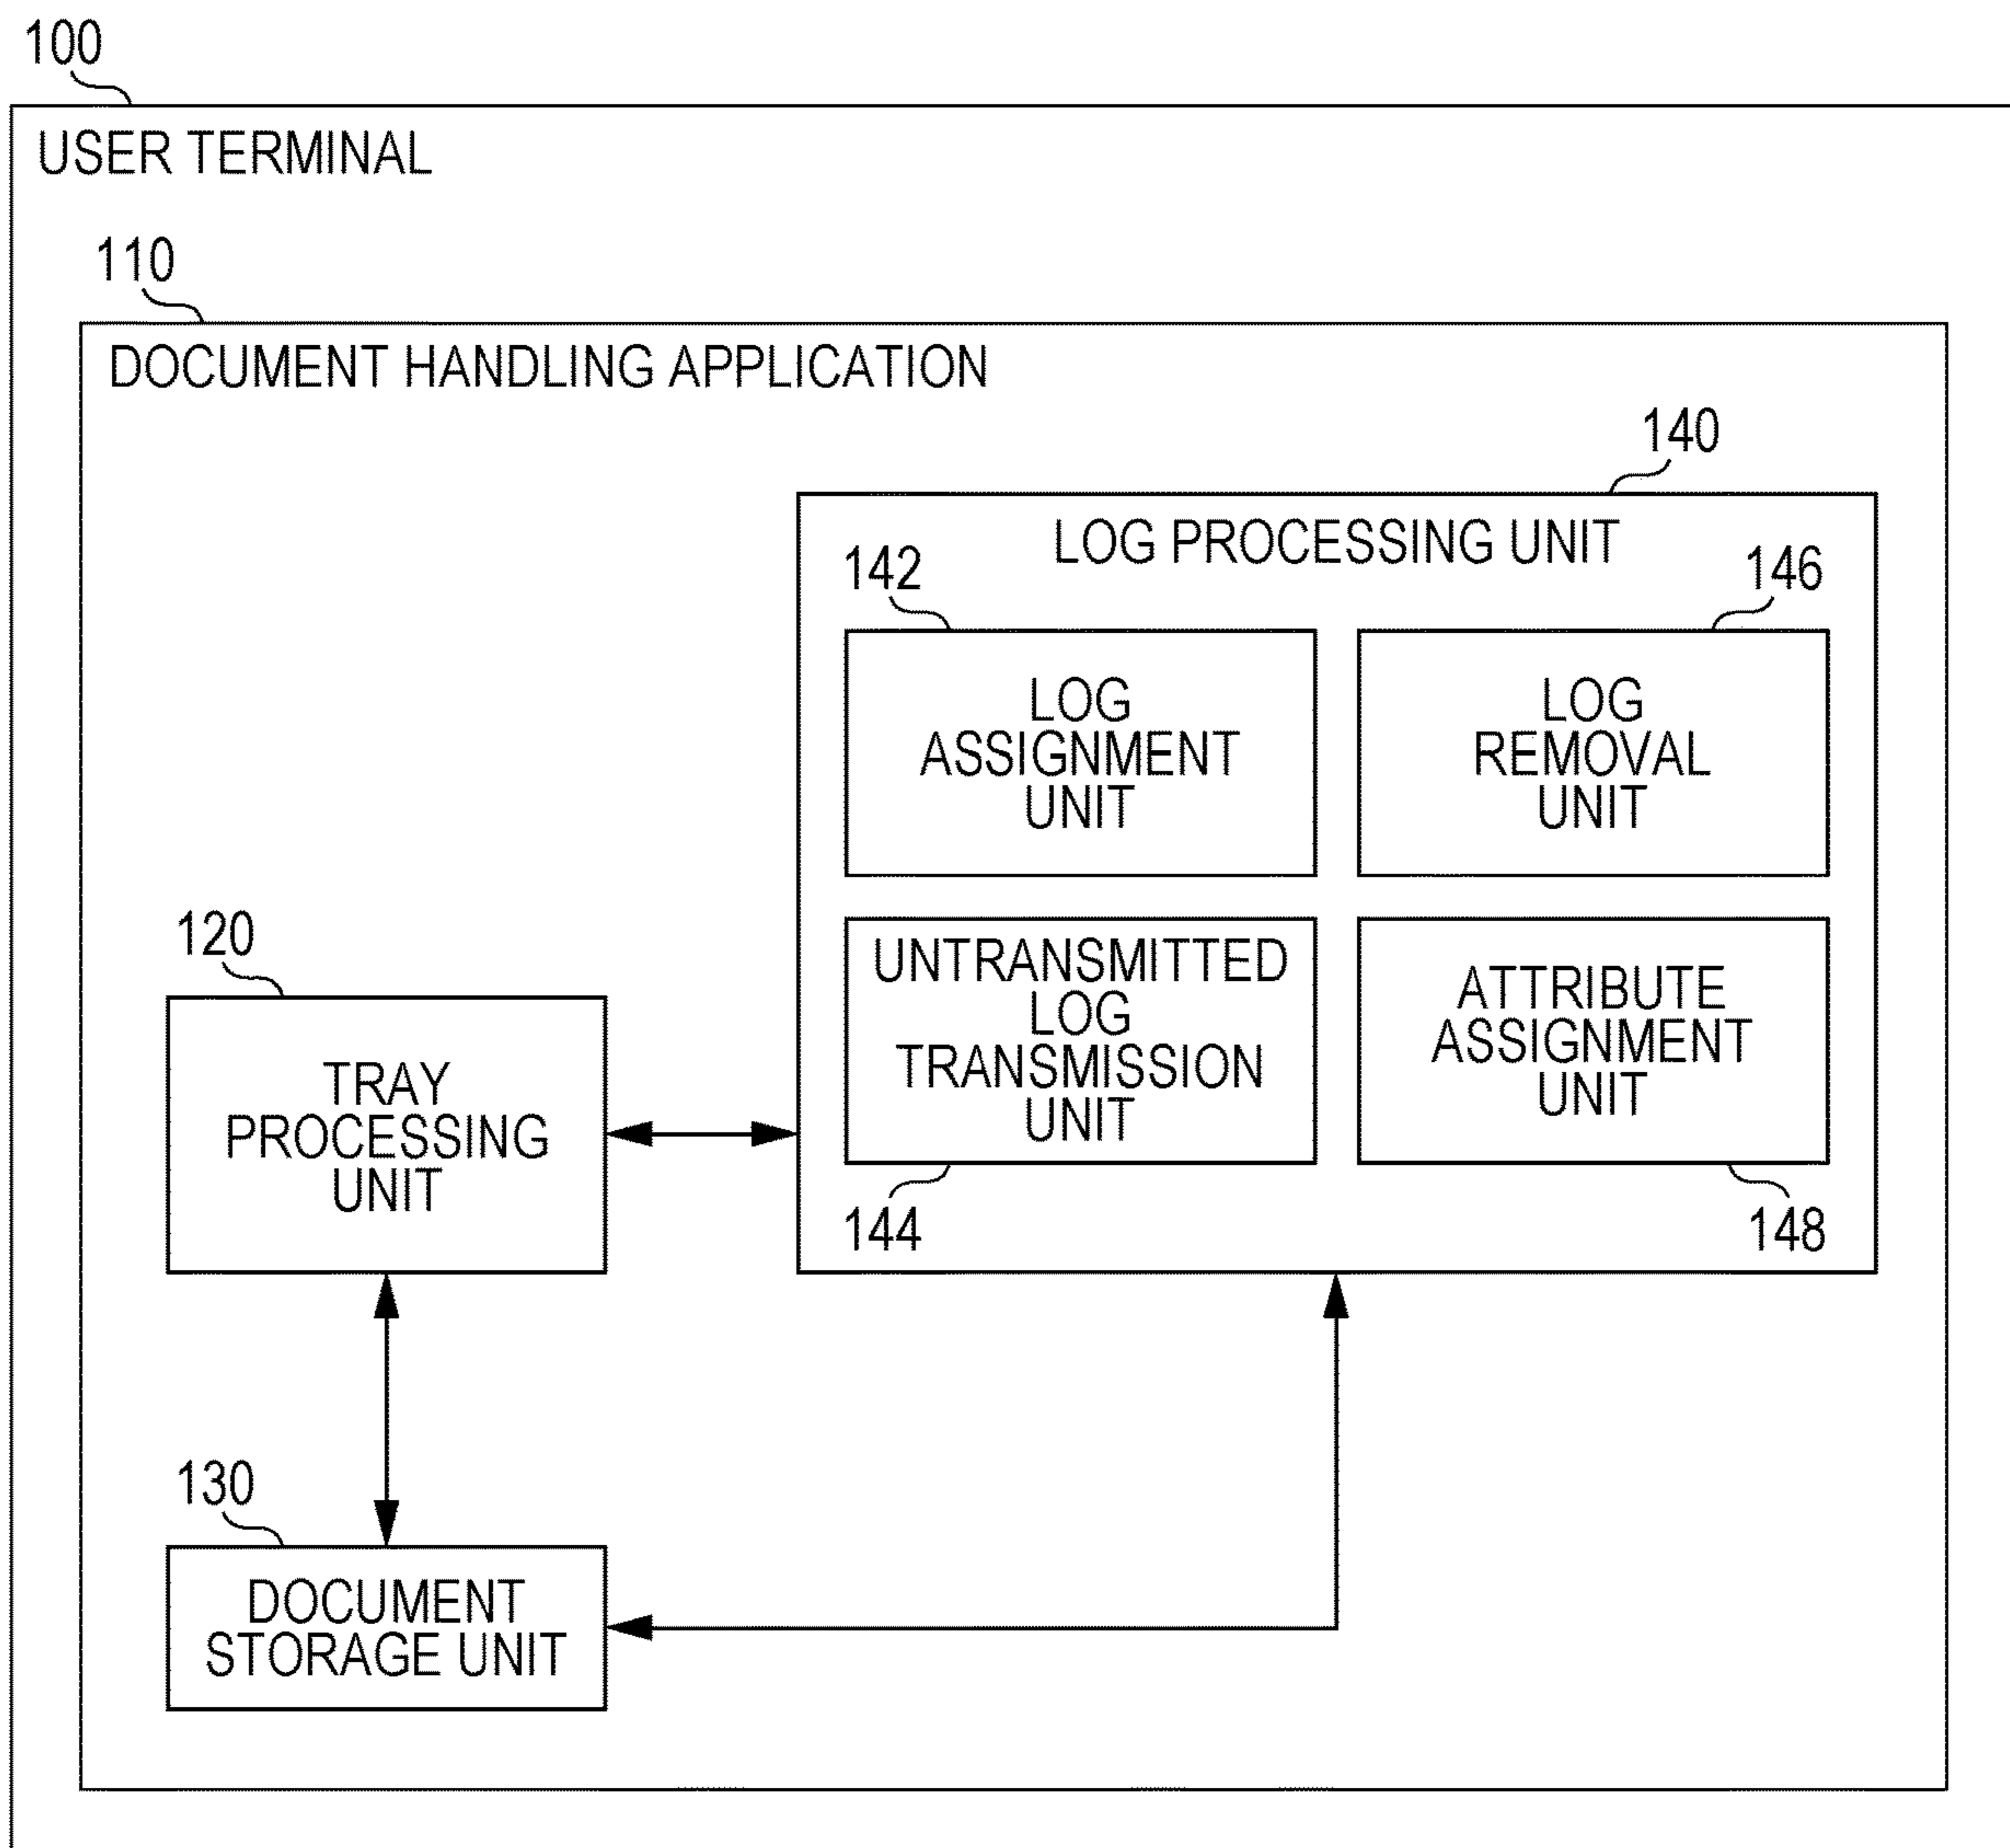 100
USER TERMINAL
110
DOCUMENT HANDLING APPLICATION
140
LOG PROCESSING UNIT
142
LOG
ASSIGNMENT
UNIT
146
LOG
REMOVAL
UNIT
UNTRANSMITTED
LOG
TRANSMISSION
UNIT
144
ATTRIBUTE
ASSIGNMENT
UNIT
148
120
TRAY
PROCESSING
UNIT
130
DOCUMENT
STORAGE UNIT